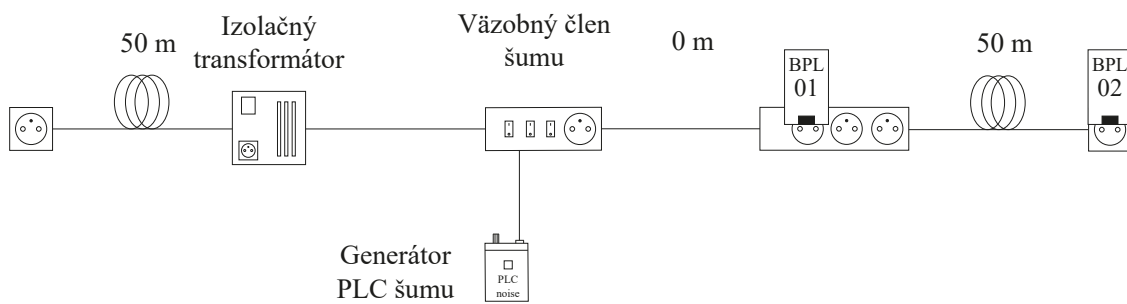 50 m
Izolačný
transformátor
Väzobný člen
šumu
0 m
BPL
01
50 m
BPL
02
Generátor
PLC šumu
PLC
noise